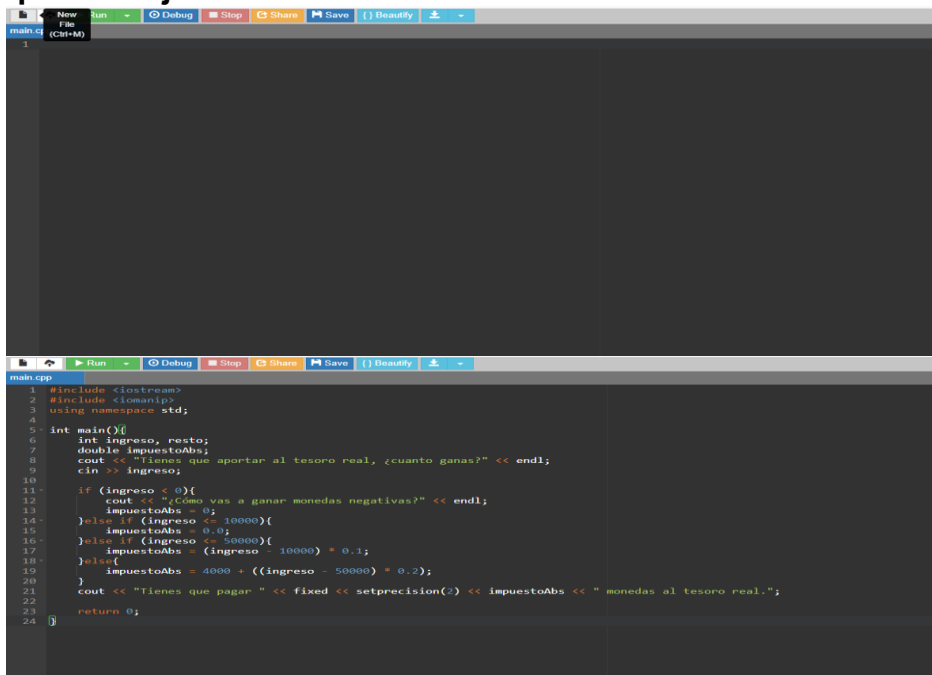 New Run Debug Stop Share Save {} Beautify
File
main.cp (Ctrl+M)
1
Run Debug Stop Share Save {} Beautify
main.cpp
1 #include <iostream>
2 #include <iomanip>
3 using namespace std;
4
5 int main(){
6 int ingreso, resto;
7 double impuestoAbs;
8 cout << "Tienes que aportar al tesoro real, ¿cuanto ganas?" << endl;
9 cin >> ingreso;
10
11 if (ingreso < 0){
12 cout << "¿Cómo vas a ganar monedas negativas?" << endl;
13 impuestoAbs = 0;
14 }else if (ingreso <= 10000){
15 impuestoAbs = 0.0;
16 }else if (ingreso <= 50000){
17 impuestoAbs = (ingreso - 10000) * 0.1;
18 }else{
19 impuestoAbs = 4000 + ((ingreso - 50000) * 0.2);
20 }
21 cout << "Tienes que pagar " << fixed << setprecision(2) << impuestoAbs << " monedas al tesoro real.";
22
23 return 0;
24 }